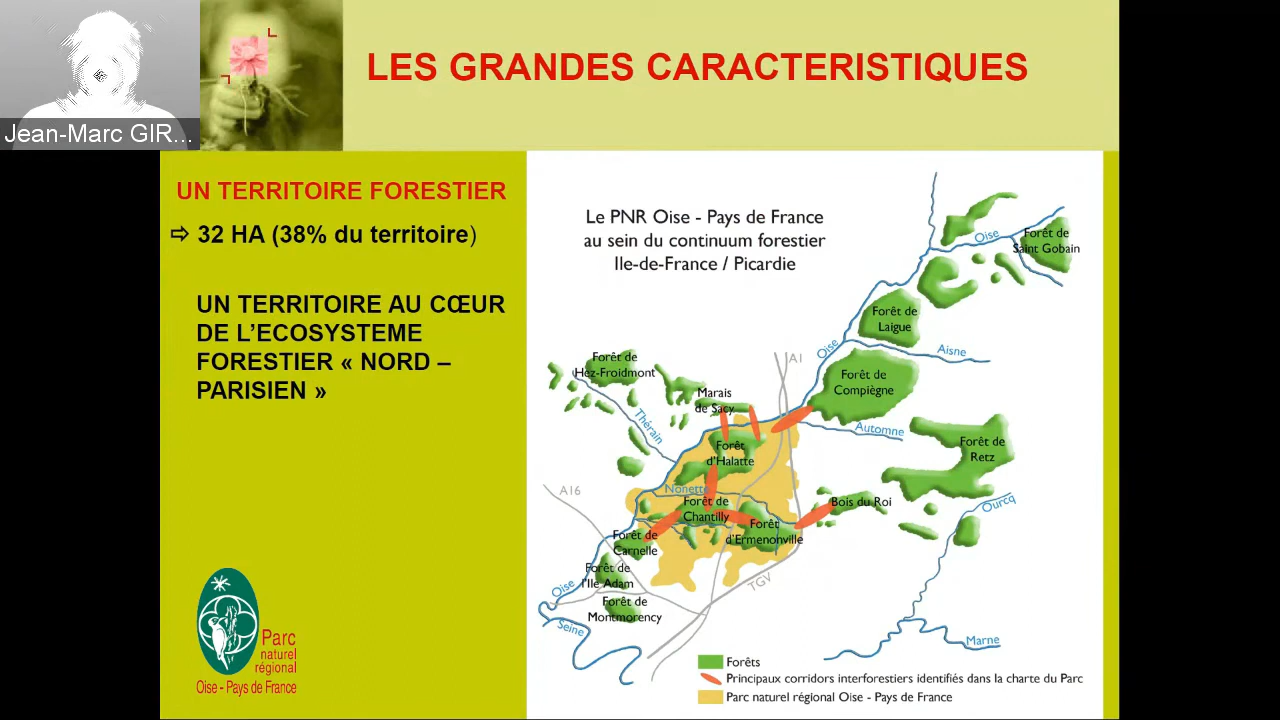 Jean-Marc GIR...
LES GRANDES CARACTERISTIQUES
UN TERRITOIRE FORESTIER
⇨ 32 HA (38% du territoire)
UN TERRITOIRE AU CŒUR
DE L'ECOSYSTEME
FORESTIER « NORD –
PARISIEN »
Parc
naturel
régional
Oise - Pays de France
Le PNR Oise - Pays de France
au sein du continuum forestier
Ile-de-France / Picardie
Oise
Forêt de
Saint Gobain
Forêt de
Laigue
Oise
Aisne
A1
Forêt de
Hez-Froidmont
Forêt de
Compiègne
Marais
de Sacy
Thérain
Automne
Forêt
d'Halatte
Forêt de
Retz
A16
Nonette
Forêt de
Chantilly
Bois du Roi
Ourcq
Forêt
d'Ermenonville
Forêt de
Carnelle
Forêt de
l'Ile Adam
TGV
Oise
Forêt de
Montmorency
Seine
Marne
Forêts
Principaux corridors interforestiers identifiés dans la charte du Parc
Parc naturel régional Oise - Pays de France